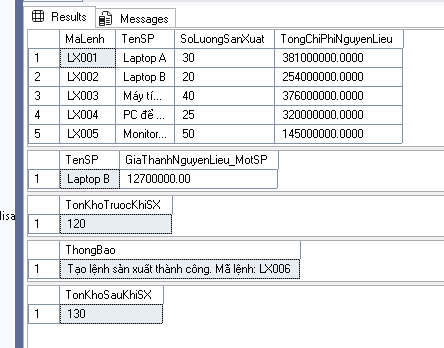 Results Messages
MaLenh TenSP SoLuongSanXuat TongChiPhiNguyenLieu
1 LX001 Laptop A 30 381000000.0000
2 LX002 Laptop B 20 254000000.0000
3 LX003 Máy tí... 40 376000000.0000
4 LX004 PC để ... 25 320000000.0000
5 LX005 Monitor... 50 145000000.0000
TenSP GiaThanhNguyenLieu_MotSP
1 Laptop B 12700000.00
TonKhoTruocKhiSX
1 120
lisa
ThongBao
1 Tạo lệnh sản xuất thành công. Mã lệnh: LX006
TonKhoSauKhiSX
1 130